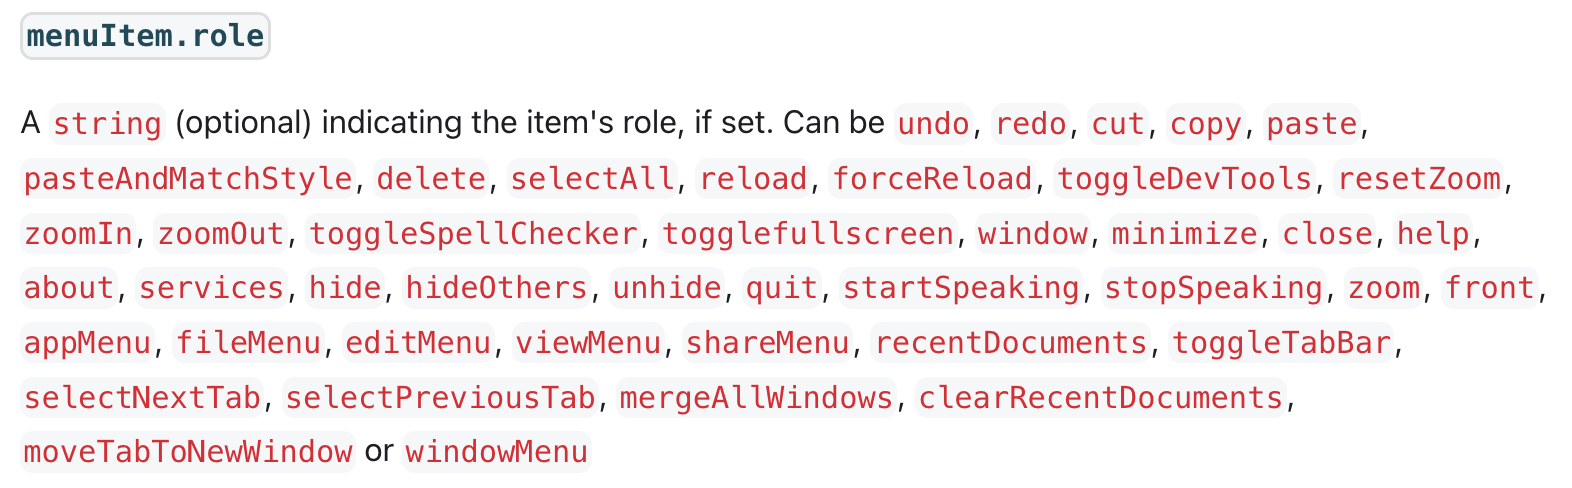 menuItem.role
A string (optional) indicating the item's role, if set. Can be undo, redo, cut, copy, paste,
pasteAndMatchStyle, delete, selectAll, reload, forceReload, toggleDevTools, resetZoom,
zoomIn, zoomOut, toggleSpellChecker, togglefullscreen, window, minimize, close, help,
about, services, hide, hideOthers, unhide, quit, startSpeaking, stopSpeaking, zoom, front,
appMenu, fileMenu, editMenu, viewMenu, shareMenu, recentDocuments, toggleTabBar,
selectNextTab, selectPreviousTab, mergeAllWindows, clearRecentDocuments,
moveTabToNewWindow or windowMenu